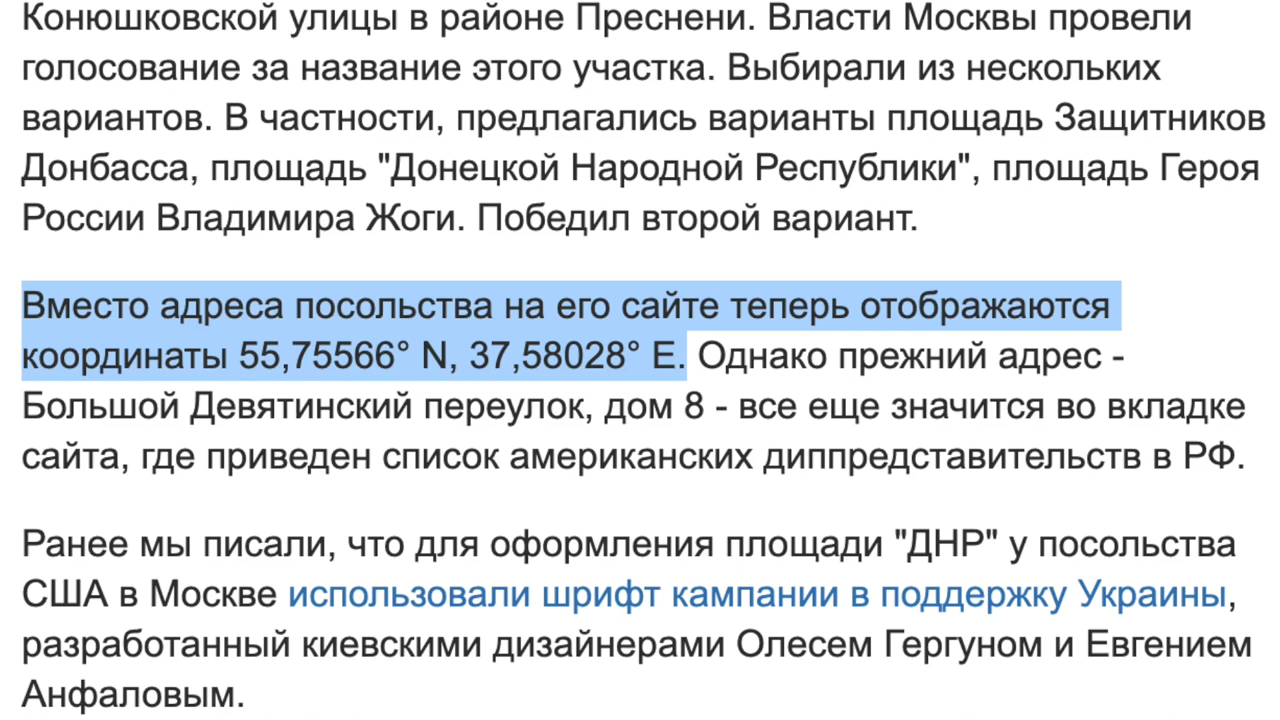 Конюшковской улицы в районе Преснени. Власти Москвы провели
голосование за название этого участка. Выбирали из нескольких
вариантов. В частности, предлагались варианты площадь Защитников
Донбасса, площадь "Донецкой Народной Республики", площадь Героя
России Владимира Жоги. Победил второй вариант.
Вместо адреса посольства на его сайте теперь отображаются
координаты 55,75566° N, 37,58028° E. Однако прежний адрес -
Большой Девятинский переулок, дом 8 - все еще значится во вкладке
сайта, где приведен список американских диппредставительств в РФ.
Ранее мы писали, что для оформления площади "ДНР" у посольства
США в Москве использовали шрифт кампании в поддержку Украины,
разработанный киевскими дизайнерами Олесем Гергуном и Евгением
Анфаловым.